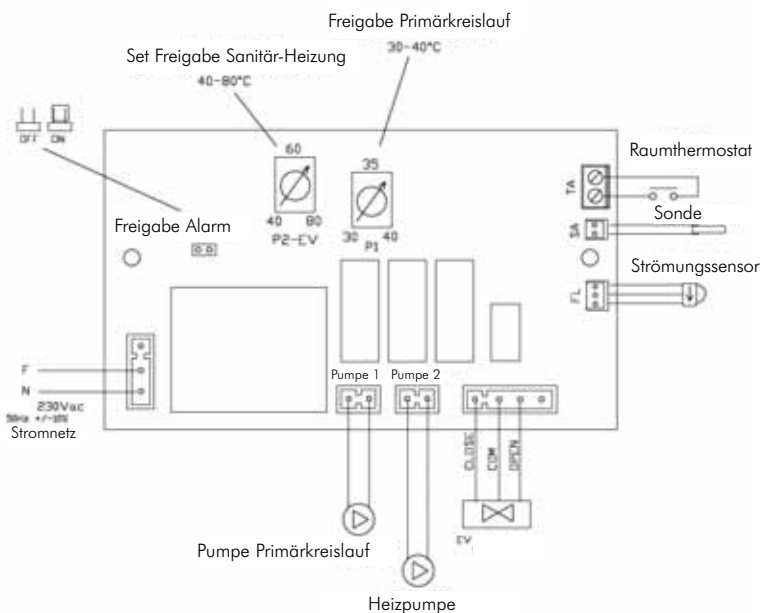 Freigabe Primärkreislauf
30-40°C
Set Freigabe Sanitär-Heizung
40-80°C
OFF ON
60
35
Freigabe Alarm
40 80
P2-EV
30 40
P1
Raumthermostat
TA
Sonde
SA
Strömungssensor
FL
F
N
230Vac
50Hz +/-10%
Stromnetz
Pumpe 1
Pumpe 2
CLOSE
COM
OPEN
EV
Pumpe Primärkreislauf
Heizpumpe